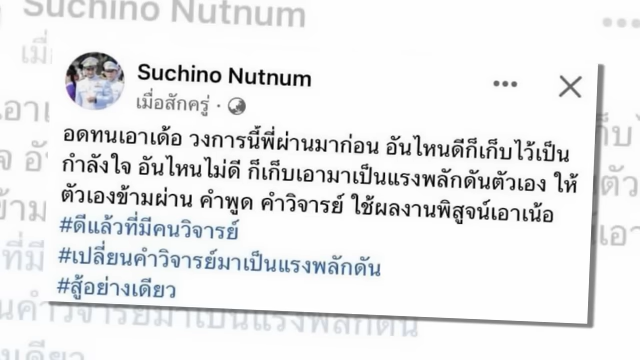 Suchino Nutnum
Suchino Nutnum
เมื่อสักครู่ ·
อดทนเอาเด้อ วงการนี้พี่ผ่านมาก่อน อันไหนดีก็เก็บไว้เป็น
กำลังใจ อันไหนไม่ดี ก็เก็บเอามาเป็นแรงพลักดันตัวเอง ให้
ตัวเองข้ามผ่าน คำพูด คำวิจารย์ ใช้ผลงานพิสูจน์เอาเน้อ
#ดีแล้วที่มีคนวิจารย์
#เปลี่ยนคำวิจารย์มาเป็นแรงพลักดัน
#สู้อย่างเดียว